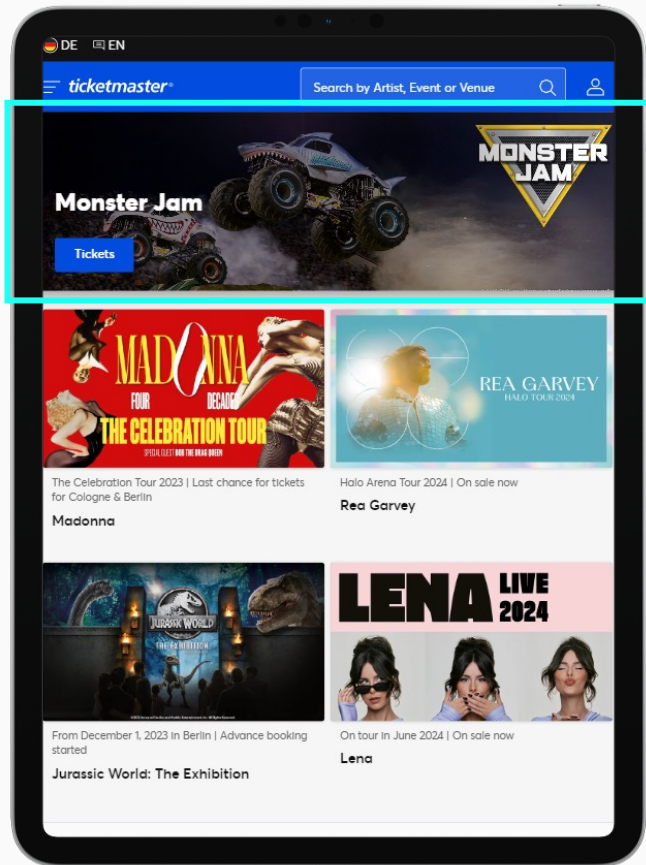 DE EN
ticketmaster®
Search by Artist, Event or Venue
MONSTER
JAM
Monster Jam
Tickets
MADONNA
FOUR DECADES
THE CELEBRATION TOUR
SPECIAL GUEST BOB THE DRAG QUEEN
REA GARVEY
HALO TOUR 2024
The Celebration Tour 2023 | Last chance for tickets
for Cologne & Berlin
Madonna
Halo Arena Tour 2024 | On sale now
Rea Garvey
JURASSIC WORLD
THE EXHIBITION
LENA LIVE
2024
From December 1, 2023 in Berlin | Advance booking
started
Jurassic World: The Exhibition
On tour in June 2024 | On sale now
Lena